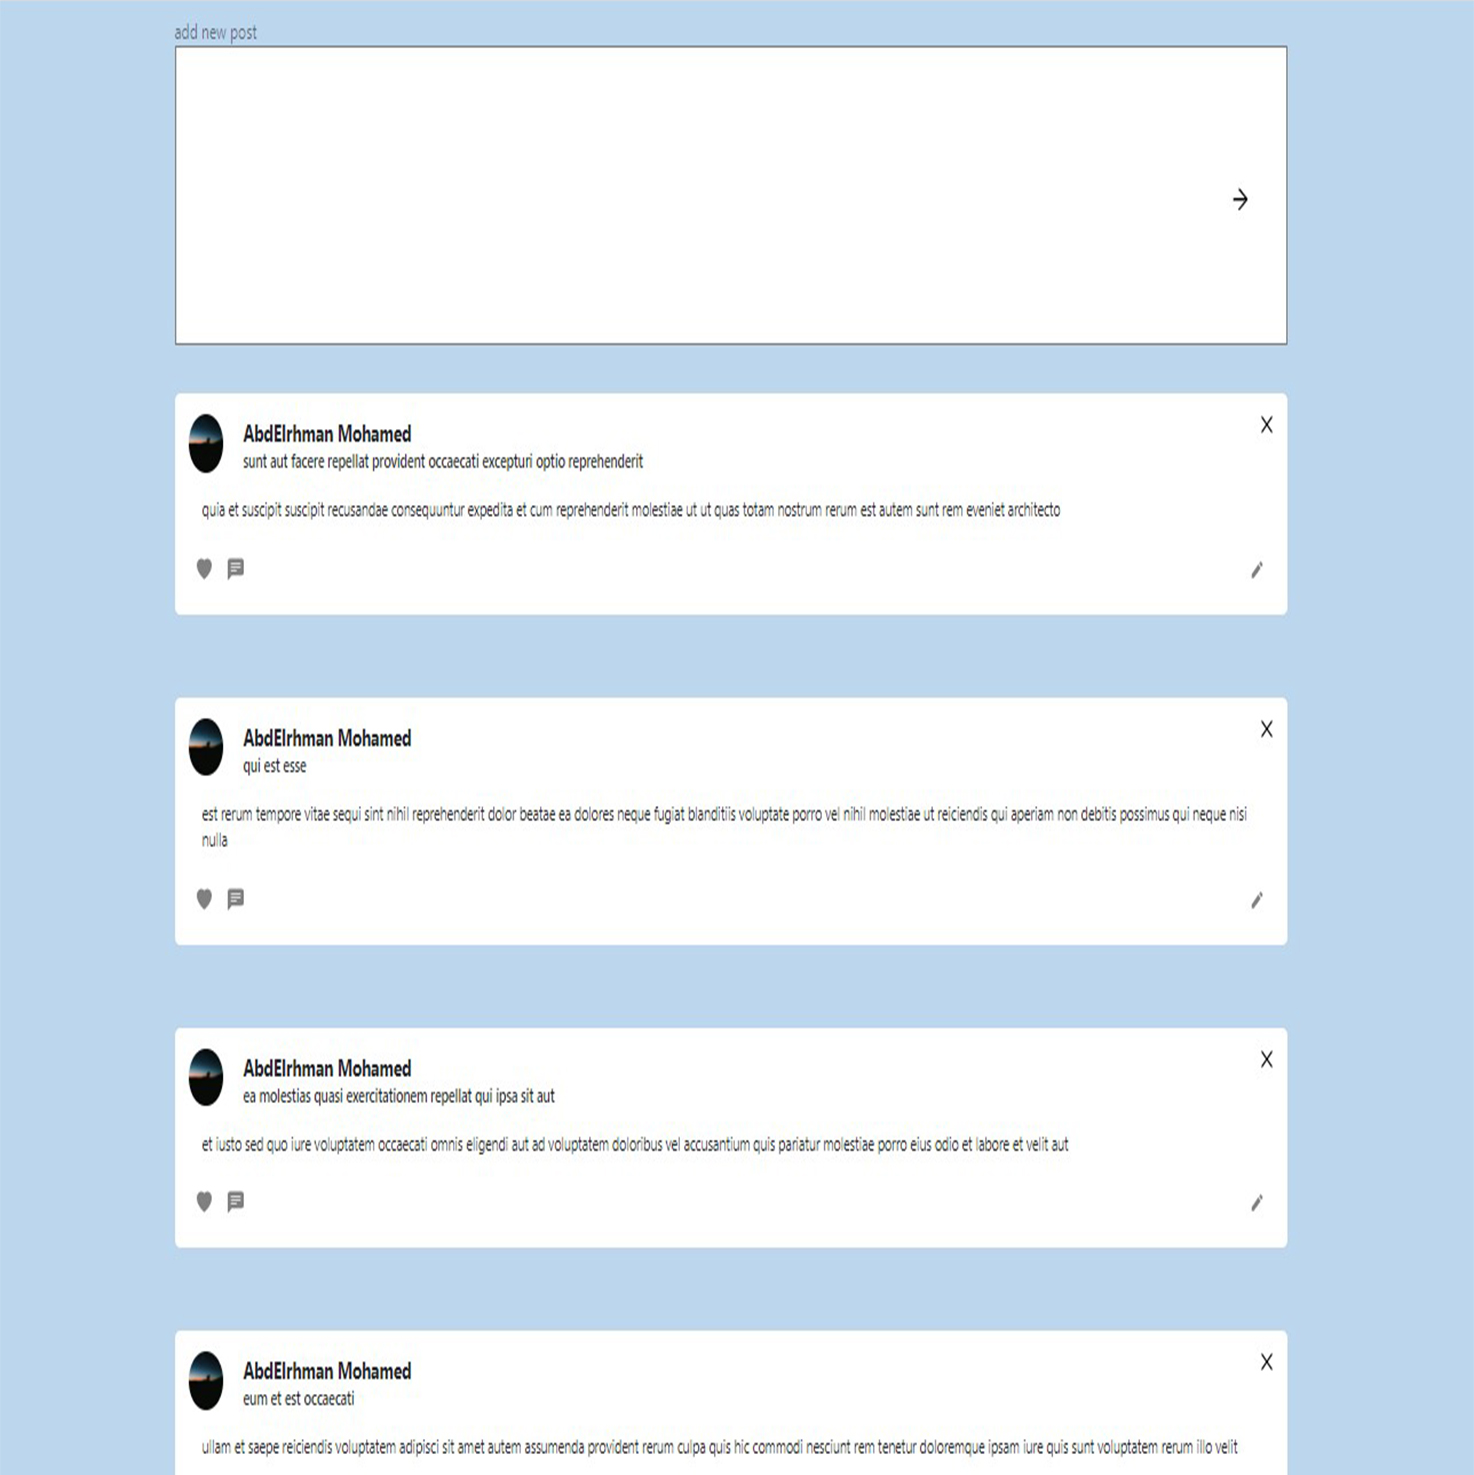 add new post
AbdElrhman Mohamed
sunt aut facere repellat provident occaecati excepturi optio reprehenderit
quia et suscipit suscipit recusandae consequuntur expedita et cum reprehenderit molestiae ut ut quas totam nostrum rerum est autem sunt rem eveniet architecto
AbdElrhman Mohamed
qui est esse
est rerum tempore vitae sequi sint nihil reprehenderit dolor beatae ea dolores neque fugiat blanditiis voluptate porro vel nihil molestiae ut reiciendis qui aperiam non debitis possimus qui neque nisi
nulla
AbdElrhman Mohamed
ea molestias quasi exercitationem repellat qui ipsa sit aut
et iusto sed quo iure voluptatem occaecati omnis eligendi aut ad voluptatem doloribus vel accusantium quis pariatur molestiae porro eius odio et labore et velit aut
AbdElrhman Mohamed
eum et est occaecati
ullam et saepe reiciendis voluptatem adipisci sit amet autem assumenda provident rerum culpa quis hic commodi nesciunt rem tenetur doloremque ipsam iure quis sunt voluptatem rerum illo velit